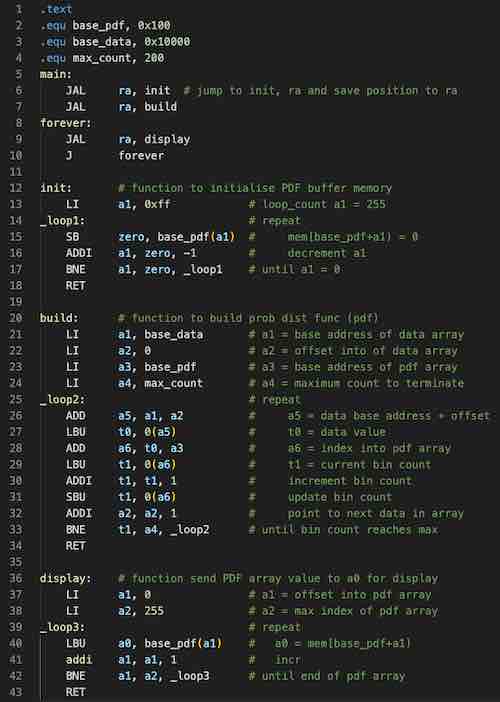 1 .text
2 .equ base_pdf, 0x100
3 .equ base_data, 0x10000
4 .equ max_count, 200
5 main:
6 JAL ra, init # jump to init, ra and save position to ra
7 JAL ra, build
8 forever:
9 JAL ra, display
10 J forever
11
12 init: # function to initialise PDF buffer memory
13 LI a1, 0xff # loop_count a1 = 255
14 _loop1: # repeat
15 SB zero, base_pdf(a1) # mem[base_pdf+a1) = 0
16 ADDI a1, zero, -1 # decrement a1
17 BNE a1, zero, _loop1 # until a1 = 0
18 RET
19
20 build: # function to build prob dist func (pdf)
21 LI a1, base_data # a1 = base address of data array
22 LI a2, 0 # a2 = offset into of data array
23 LI a3, base_pdf # a3 = base address of pdf array
24 LI a4, max_count # a4 = maximum count to terminate
25 _loop2: # repeat
26 ADD a5, a1, a2 # a5 = data base address + offset
27 LBU t0, 0(a5) # t0 = data value
28 ADD a6, t0, a3 # a6 = index into pdf array
29 LBU t1, 0(a6) # t1 = current bin count
30 ADDI t1, t1, 1 # increment bin count
31 SBU t1, 0(a6) # update bin count
32 ADDI a2, a2, 1 # point to next data in array
33 BNE t1, a4, _loop2 # until bin count reaches max
34 RET
35
36 display: # function send PDF array value to a0 for display
37 LI a1, 0 # a1 = offset into pdf array
38 LI a2, 255 # a2 = max index of pdf array
39 _loop3: # repeat
40 LBU a0, base_pdf(a1) # a0 = mem[base_pdf+a1)
41 addi a1, a1, 1 # incr
42 BNE a1, a2, _loop3 # until end of pdf array
43 RET